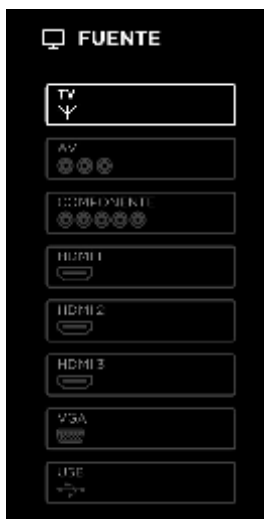 FUENTE
TV
AV
COMPONENTE
HDMI 1
HDMI 2
HDMI 3
VGA
USB